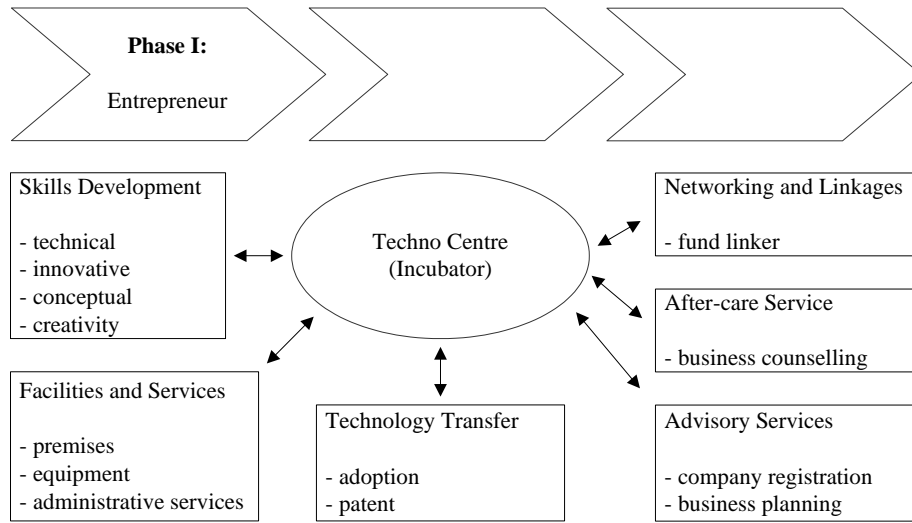 Phase I:
Entrepreneur
Skills Development
- technical
- innovative
- conceptual
- creativity
Techno Centre
(Incubator)
Networking and Linkages
- fund linker
After-care Service
- business counselling
Facilities and Services
- premises
- equipment
- administrative services
Technology Transfer
- adoption
- patent
Advisory Services
- company registration
- business planning